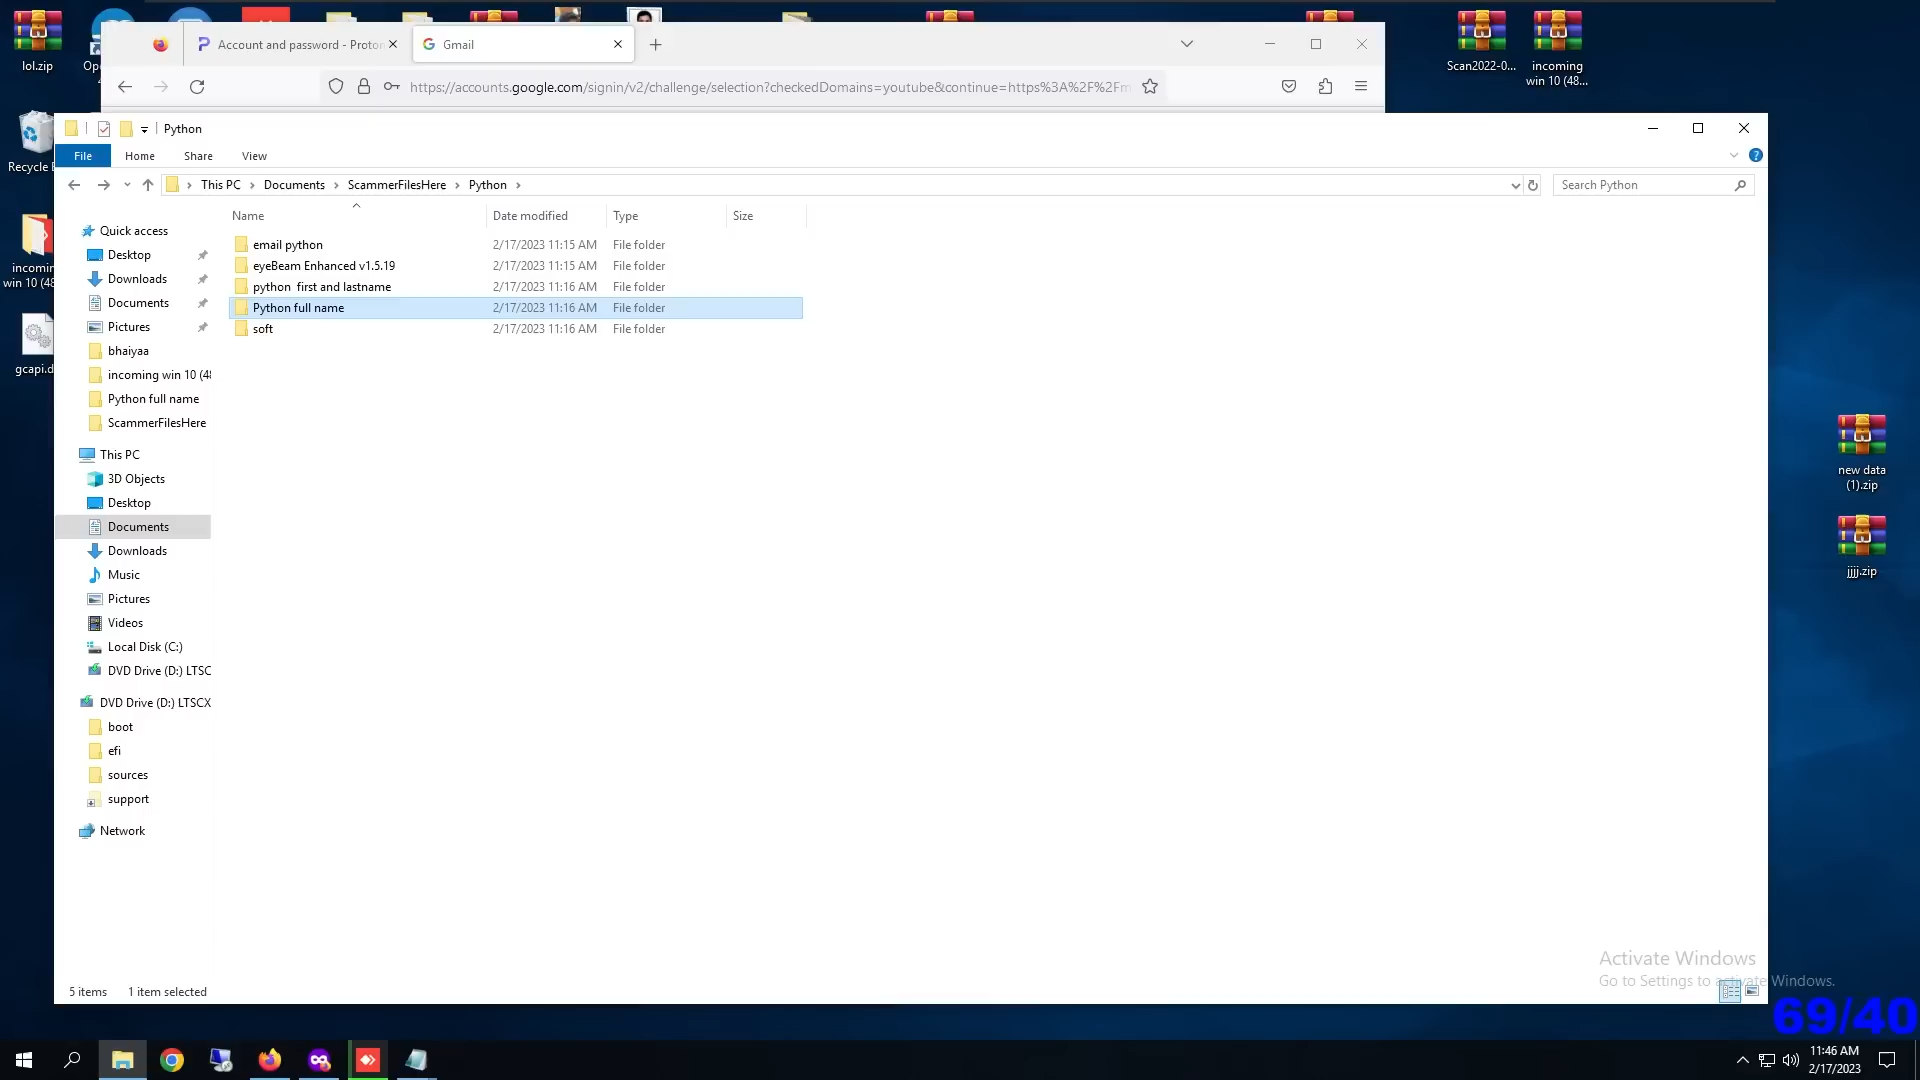 lol.zip
Account and password - Proton
Gmail
https://accounts.google.com/signin/v2/challenge/selection?checkedDomains=youtube&continue=https%3A%2F%2Fm
Scan2022-0...
incoming
win 10 (48...
Recycle
Python
File
Home
Share
View
This PC
Documents
ScammerFilesHere
Python
Search Python
Name
Date modified
Type
Size
email python
2/17/2023 11:15 AM
File folder
eyeBeam Enhanced v1.5.19
2/17/2023 11:15 AM
File folder
python  first and lastname
2/17/2023 11:16 AM
File folder
Python full name
2/17/2023 11:16 AM
File folder
soft
2/17/2023 11:16 AM
File folder
Quick access
Desktop
Downloads
Documents
Pictures
bhaiyaa
incoming win 10 (48
Python full name
ScammerFilesHere
This PC
3D Objects
Desktop
Documents
Downloads
Music
Pictures
Videos
Local Disk (C:)
DVD Drive (D:) LTSC
DVD Drive (D:) LTSCX
boot
efi
sources
support
Network
incomin
win 10 (48
gcapi.d
new data
(1).zip
jjjj.zip
5 items
1 item selected
Activate Windows
Go to Settings to activate Windows.
69/40
11:46 AM
2/17/2023